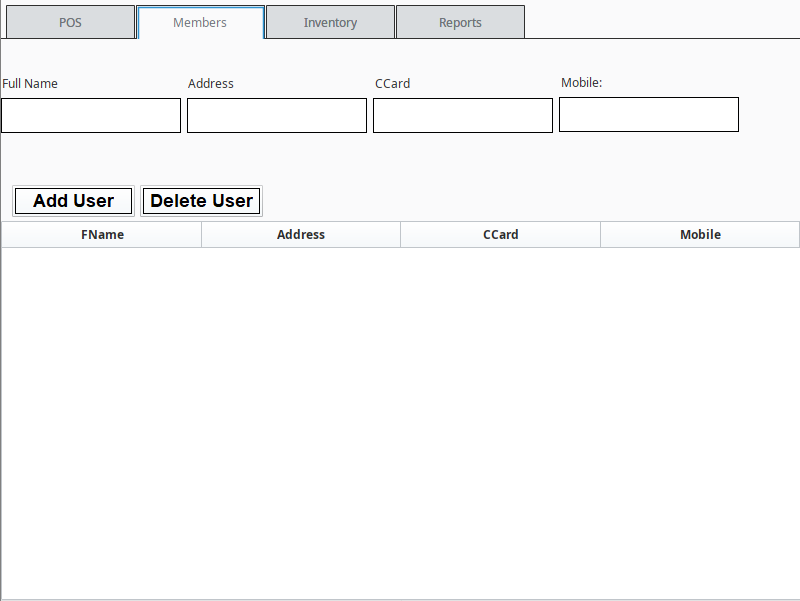 POS Members Inventory Reports
Full Name Address CCard Mobile:
Add User Delete User
FName Address CCard Mobile